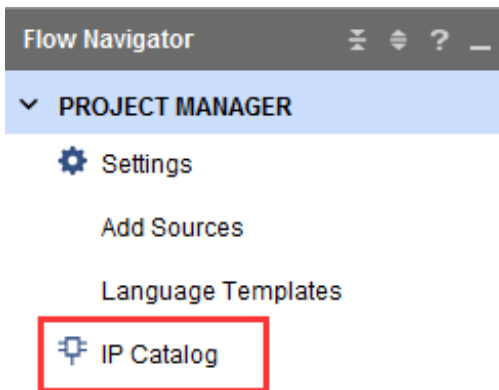 Flow Navigator ?
PROJECT MANAGER
Settings
Add Sources
Language Templates
IP Catalog